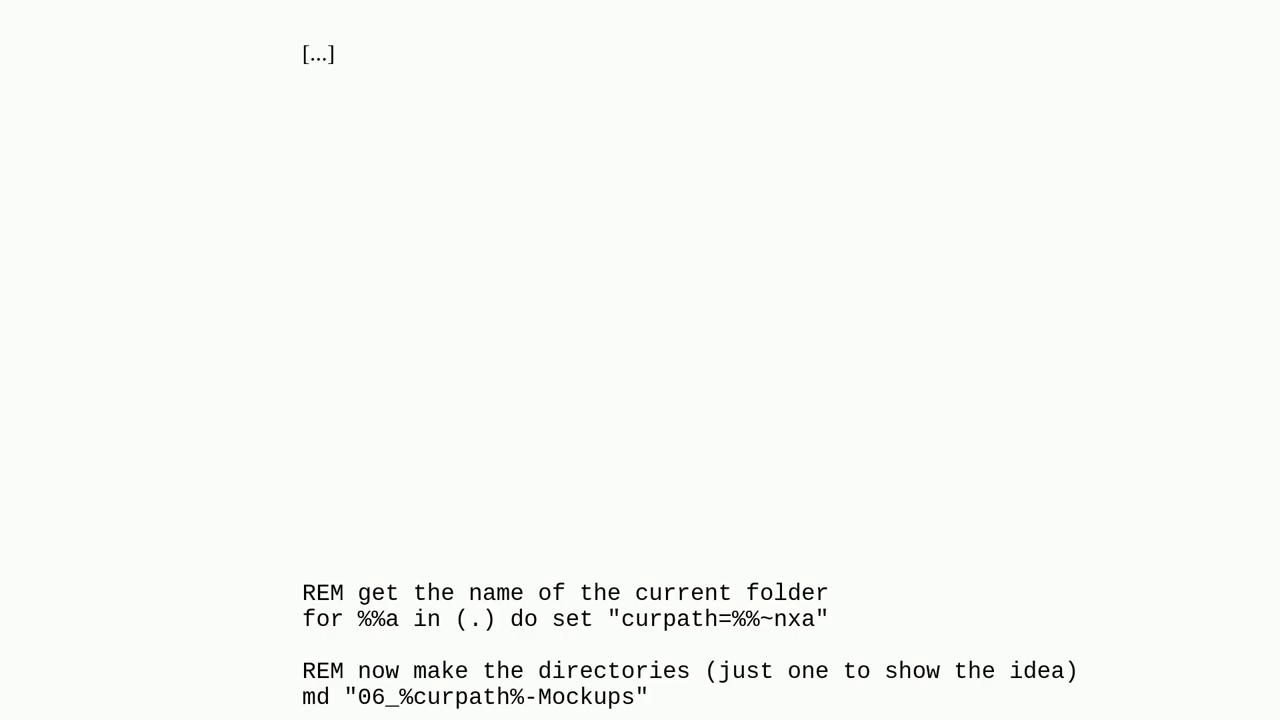 [...]
REM get the name of the current folder
for %%a in (.) do set "curpath=%%~nxa"
REM now make the directories (just one to show the idea)
md "06_%curpath%-Mockups"